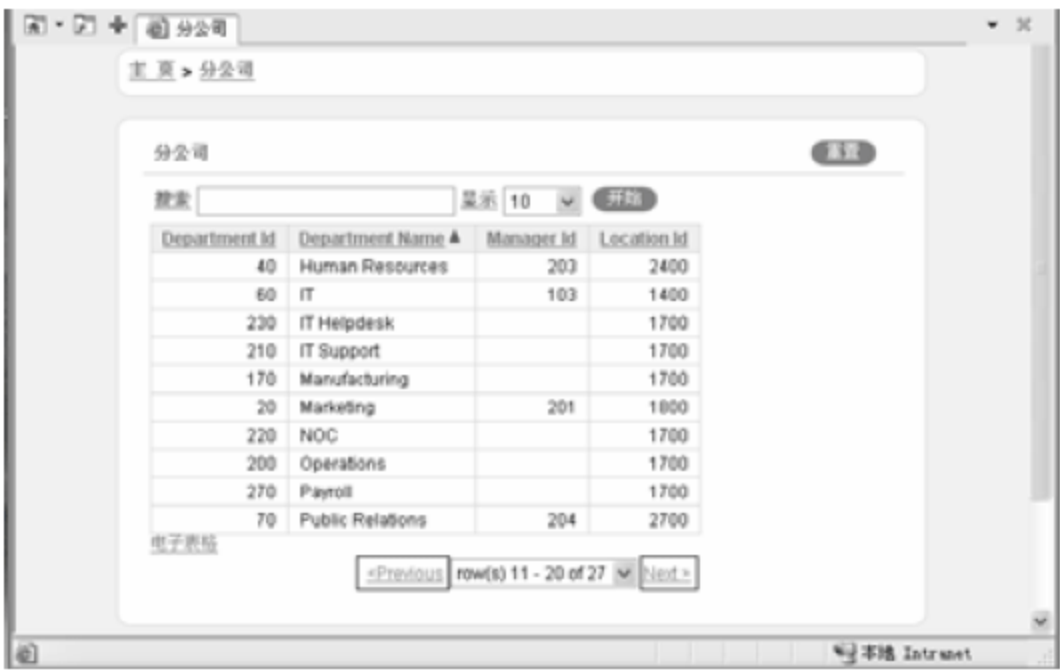 分公司
主 页 > 分公司
分公司 重置
搜索 显示 10 开始
Department Id Department Name Manager Id Location Id
40 Human Resources 203 2400
60 IT 103 1400
230 IT Helpdesk 1700
210 IT Support 1700
170 Manufacturing 1700
20 Marketing 201 1800
220 NOC 1700
200 Operations 1700
270 Payroll 1700
70 Public Relations 204 2700
电子表格
<Previous row(s) 11 - 20 of 27 Next >
本地 Intranet